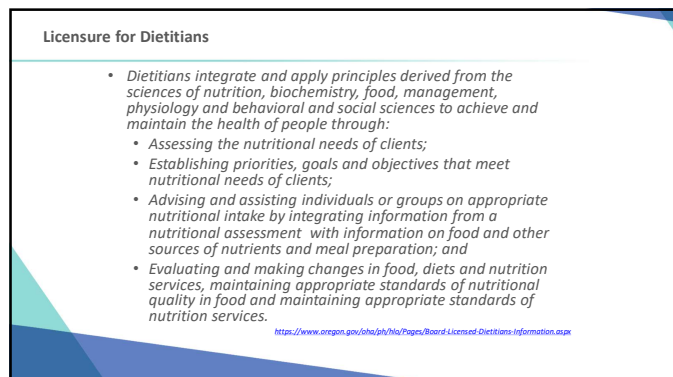 Licensure for Dietitians
• Dietitians integrate and apply principles derived from the
sciences of nutrition, biochemistry, food, management,
physiology and behavioral and social sciences to achieve and
maintain the health of people through:
• Assessing the nutritional needs of clients;
• Establishing priorities, goals and objectives that meet
nutritional needs of clients;
• Advising and assisting individuals or groups on appropriate
nutritional intake by integrating information from a
nutritional assessment with information on food and other
sources of nutrients and meal preparation; and
• Evaluating and making changes in food, diets and nutrition
services, maintaining appropriate standards of nutritional
quality in food and maintaining appropriate standards of
nutrition services.
https://www.oregon.gov/oha/ph/hlo/Pages/Board-Licensed-Dietitians-Information.aspx